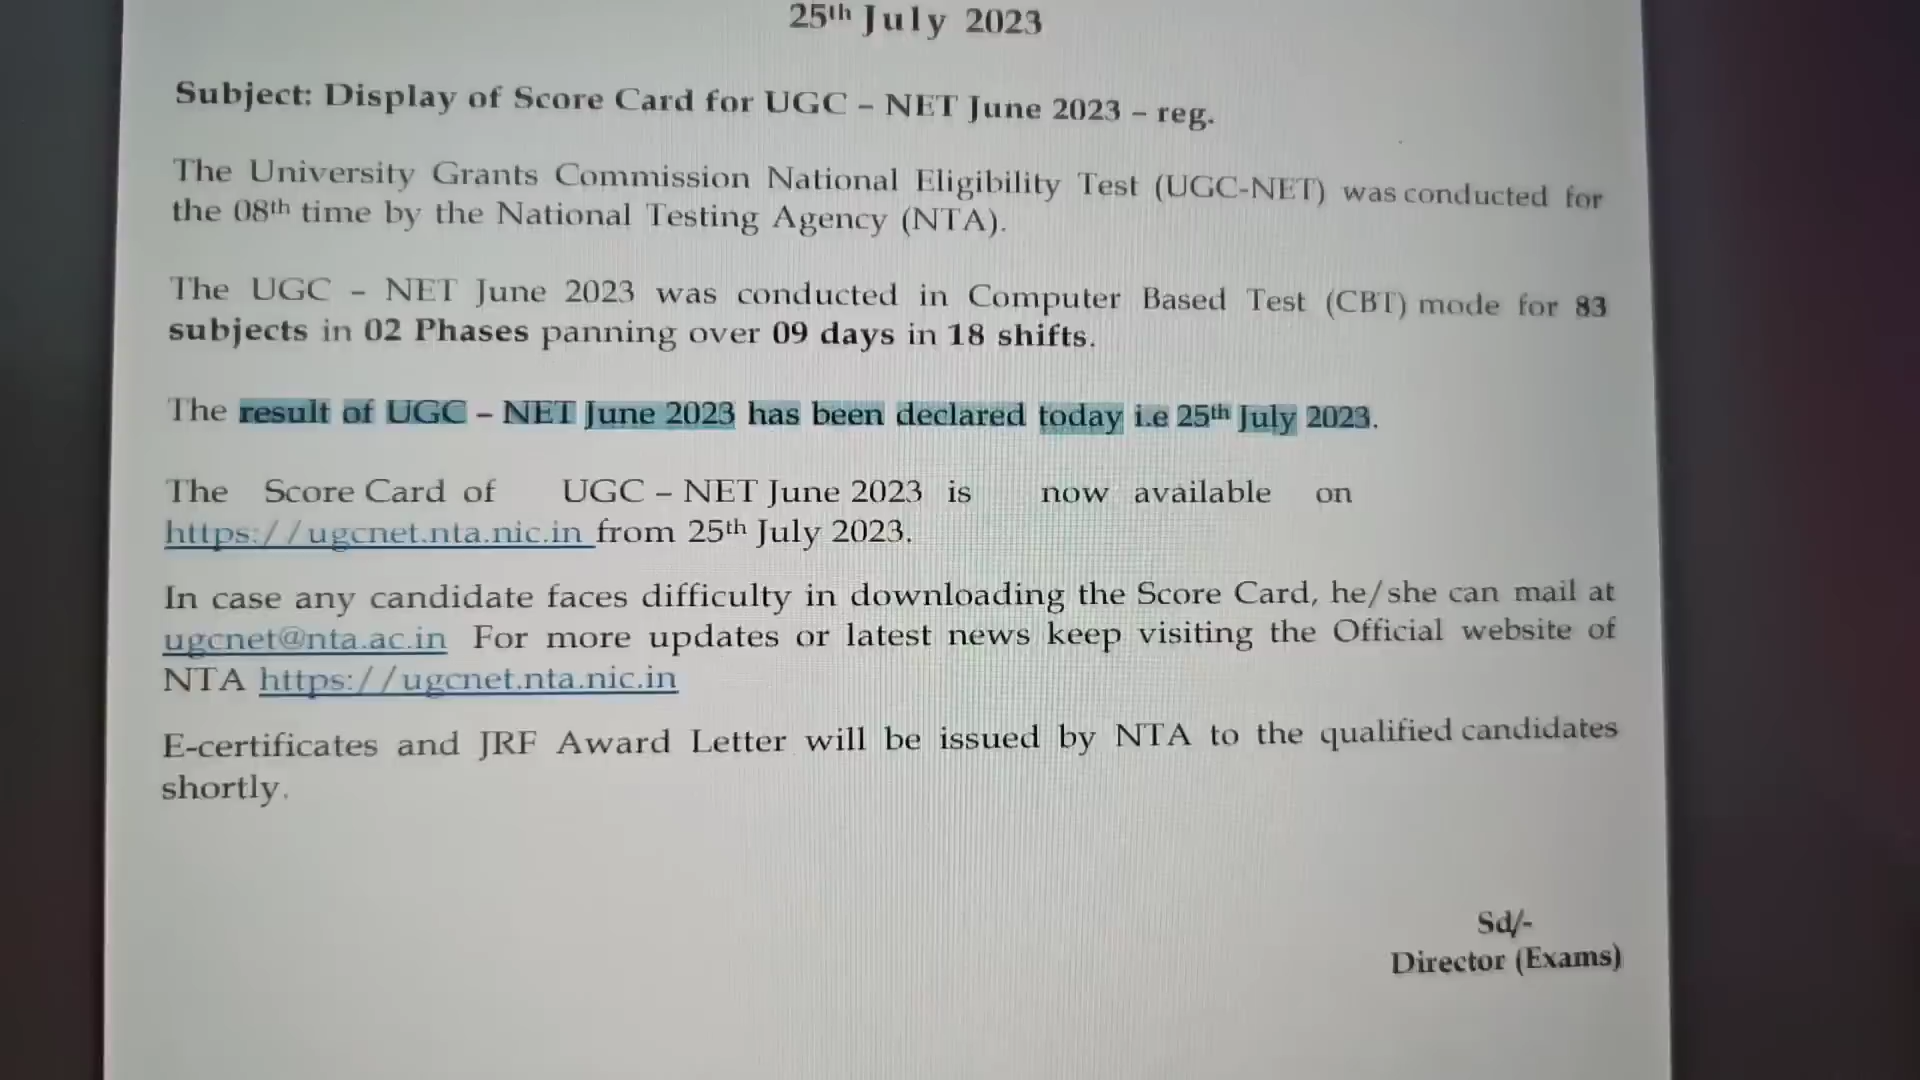 25th July 2023
Subject: Display of Score Card for UGC – NET June 2023 – reg.
The University Grants Commission National Eligibility Test (UGC-NET) was conducted for
the 08th time by the National Testing Agency (NTA).
The UGC – NET June 2023 was conducted in Computer Based Test (CBT) mode for 83
subjects in 02 Phases panning over 09 days in 18 shifts.
The result of UGC – NET June 2023 has been declared today i.e 25th July 2023.
The Score Card of UGC – NET June 2023 is now available on
https://ugcnet.nta.nic.in from 25th July 2023.
In case any candidate faces difficulty in downloading the Score Card, he/she can mail at
ugcnet@nta.ac.in For more updates or latest news keep visiting the Official website of
NTA https://ugcnet.nta.nic.in
E-certificates and JRF Award Letter will be issued by NTA to the qualified candidates
shortly.
Sd/-
Director (Exams)